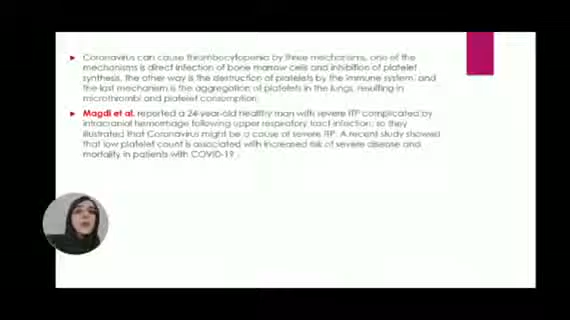 Coronavirus can cause thrombocytopenia by three mechanisms, one of the
mechanisms is direct infection of bone marrow cells and inhibition of platelet
synthesis, the other way is the destruction of platelets by the immune system, and
the last mechanism is the aggregation of platelets in the lungs, resulting in
microthrombi and platelet consumption.
Magdi et al. reported a 24-year-old healthy man with severe ITP complicated by
intracranial hemorrhage following upper respiratory tract infection, so they
illustrated that Coronavirus might be a cause of severe ITP. A recent study showed
that low platelet count is associated with increased risk of severe disease and
mortality in patients with COVID-19 .